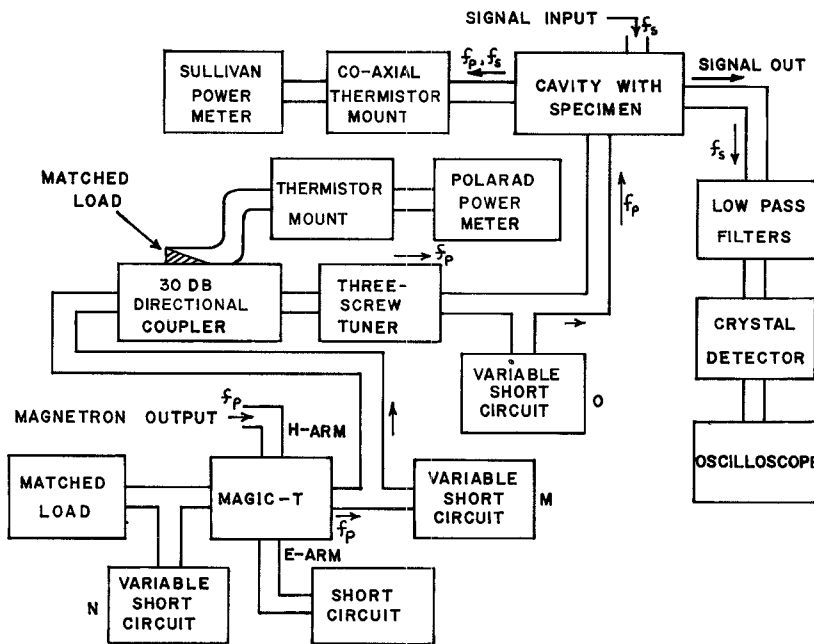 SIGNAL INPUT
fs
fp, fs
SIGNAL OUT
SULLIVAN
POWER
METER
CO-AXIAL
THERMISTOR
MOUNT
CAVITY WITH
SPECIMEN
fs
MATCHED
LOAD
THERMISTOR
MOUNT
POLARAD
POWER
METER
fp
LOW PASS
FILTERS
fp
30 DB
DIRECTIONAL
COUPLER
THREE-
SCREW
TUNER
CRYSTAL
DETECTOR
VARIABLE
SHORT
CIRCUIT
O
MAGNETRON OUTPUT
fp
H-ARM
OSCILLOSCOPE
MATCHED
LOAD
MAGIC-T
fp
VARIABLE
SHORT
CIRCUIT
M
E-ARM
N
VARIABLE
SHORT
CIRCUIT
SHORT
CIRCUIT